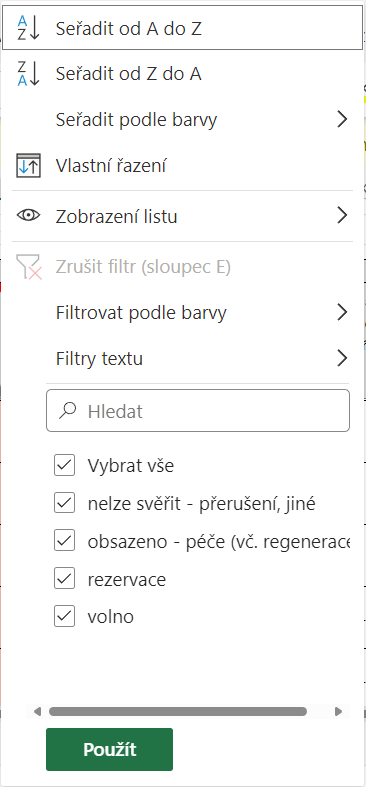 Seřadit od A do Z
Seřadit od Z do A
Seřadit podle barvy
Vlastní řazení
Zobrazení listu
Zrušit filtr (sloupec E)
Filtrovat podle barvy
Filtry textu
Hledat
Vybrat vše
nelze svěřit - přerušení, jiné
obsazeno - péče (vč. regenerace
rezervace
volno
Použít